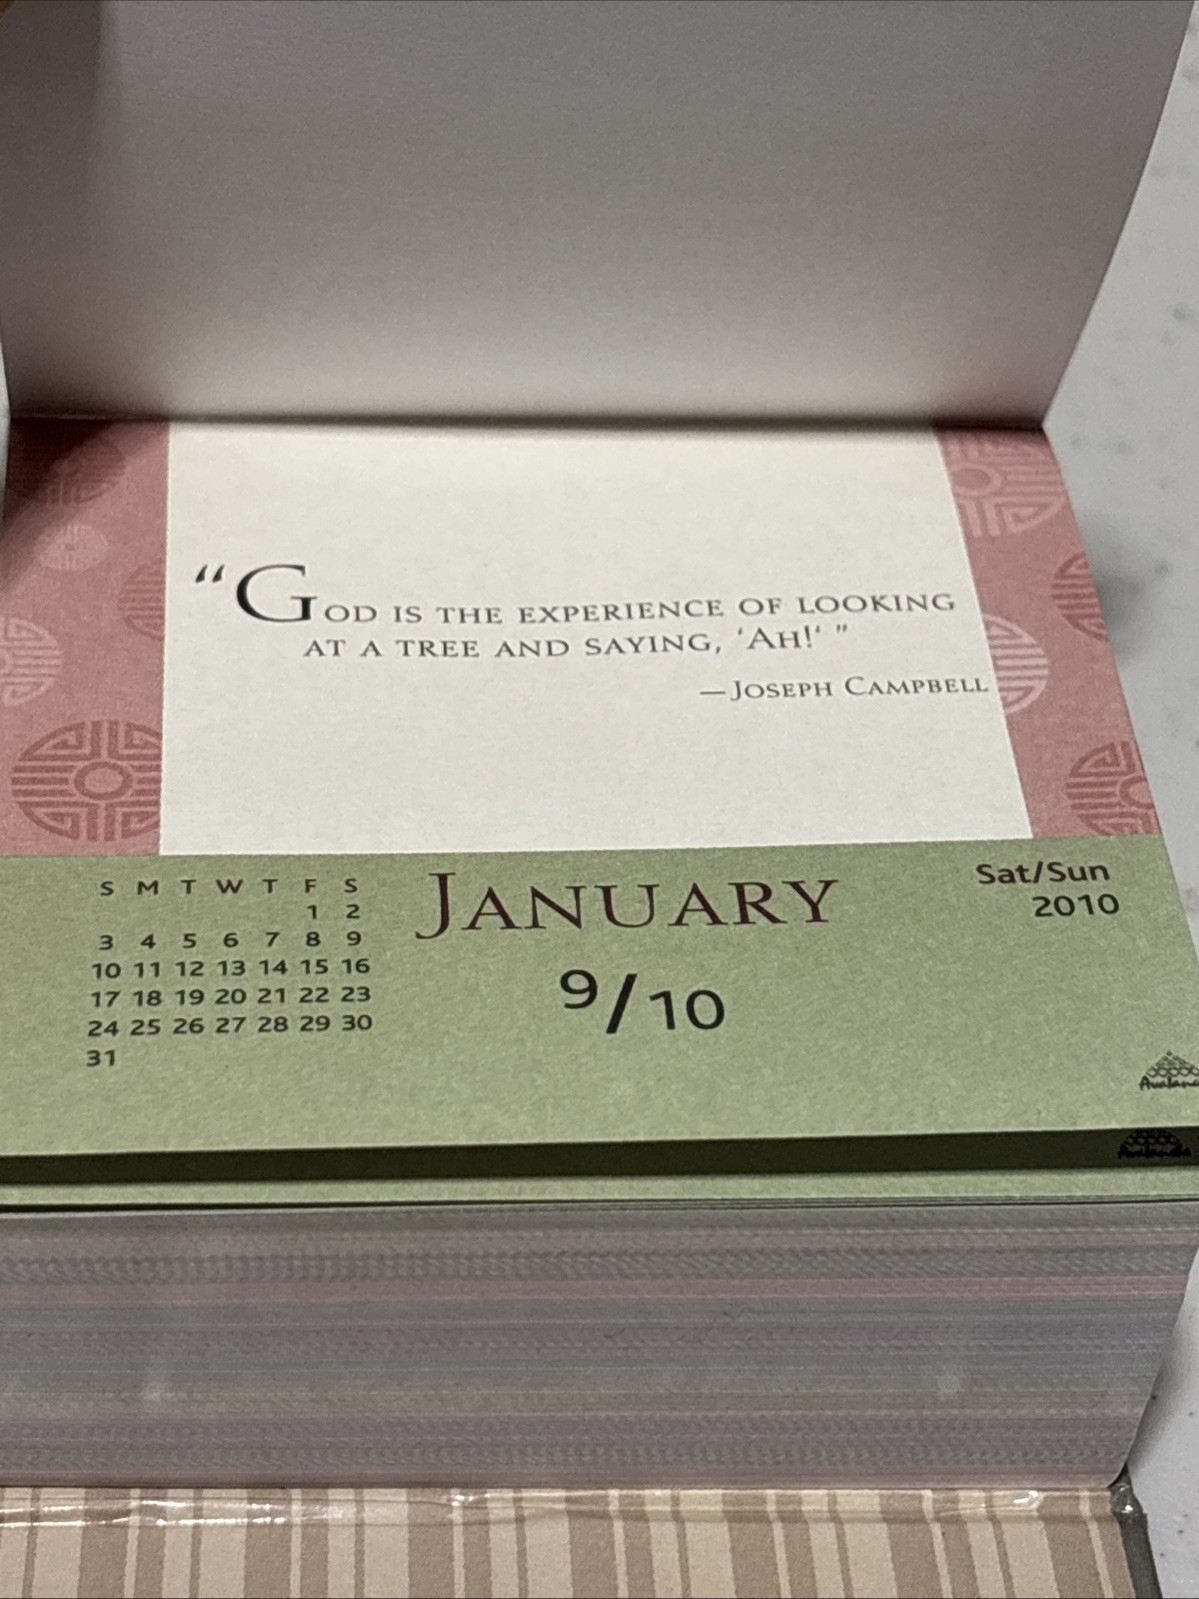 “GOD IS THE EXPERIENCE OF LOOKING
AT A TREE AND SAYING, ‘AH!‘ ”
—JOSEPH CAMPBELL
S M T W T F S
1 2
3 4 5 6 7 8 9
10 11 12 13 14 15 16
17 18 19 20 21 22 23
24 25 26 27 28 29 30
31
JANUARY
9/10
Sat/Sun
2010
Avalanche